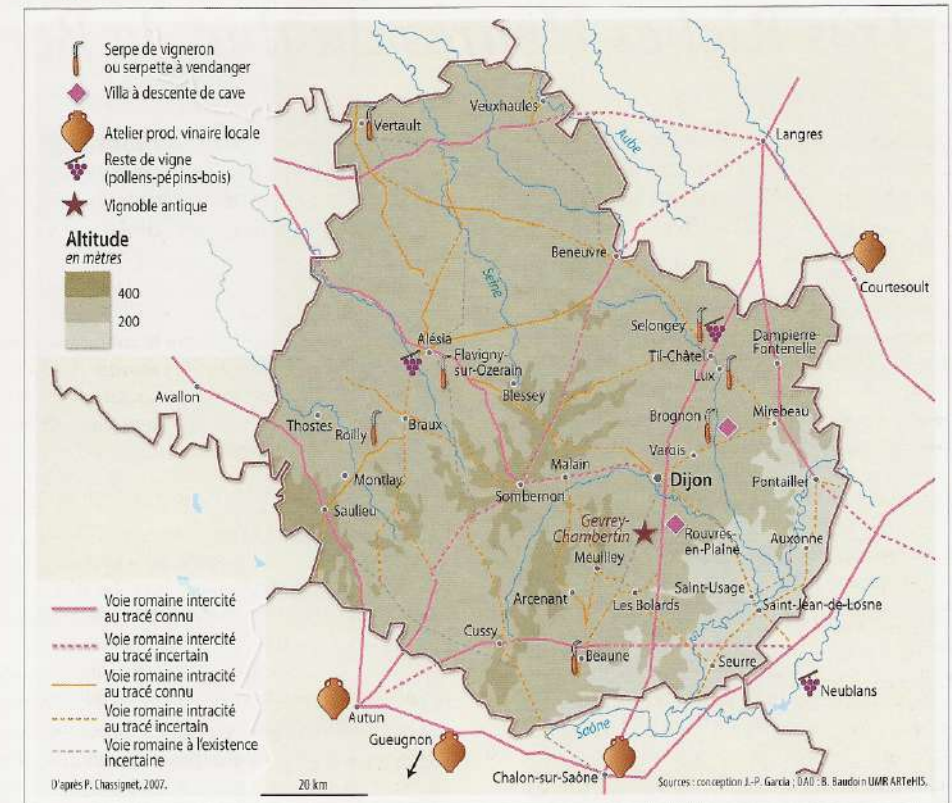 Serpe de vigneron
ou serpette à vendanger
Villa à descente de cave
Atelier prod. vinaire locale
Reste de vigne
(pollens-pépins-bois)
Vignoble antique
Altitude
en mètres
400
200
Veuxhaules
Vertault
Langres
Aube
Beneuvre
Courtesoult
Seine
Selongey
Alésia
Flavigny-
sur-Ozerain
Til-Châtel
Dampierre-
Fontenelle
Lux
Blessey
Avallon
Thostes
Roilly
Braux
Brognon
Mirebeau
Varois
Malain
Dijon
Montlay
Sombernon
Pontailler
Saulieu
Gevrey-
Chambertin
Rouvres-
en-Plaine
Auxonne
Meuilley
Arcenant
Les Bolards
Saint-Usage
Saint-Jean-de-Losne
Cussy
Beaune
Seurre
Neublans
Saône
Autun
Gueugnon
Chalon-sur-Saône
Voie romaine intercité
au tracé connu
Voie romaine intercité
au tracé incertain
Voie romaine intracité
au tracé connu
Voie romaine intracité
au tracé incertain
Voie romaine à l'existence
incertaine
D'après P. Chassignet, 2007.
20 km
Sources : conception J.-P. Garcia ; DAO : B. Baudoin UMR ARTeHIS.